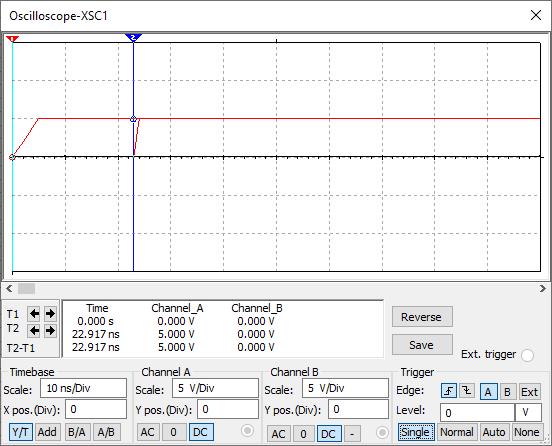 Oscilloscope-XSC1
1 2
T1
T2
T2-T1
Time Channel_A Channel_B
0.000 s 0.000 V 0.000 V
22.917 ns 5.000 V 0.000 V
22.917 ns 5.000 V 0.000 V
Reverse
Save
Ext. trigger
Timebase
Scale: 10 ns/Div
X pos.(Div): 0
Y/T Add B/A A/B
Channel A
Scale: 5 V/Div
Y pos.(Div): 0
AC 0 DC
Channel B
Scale: 5 V/Div
Y pos.(Div): 0
AC 0 DC -
Trigger
Edge: A B Ext
Level: 0 V
Single Normal Auto None